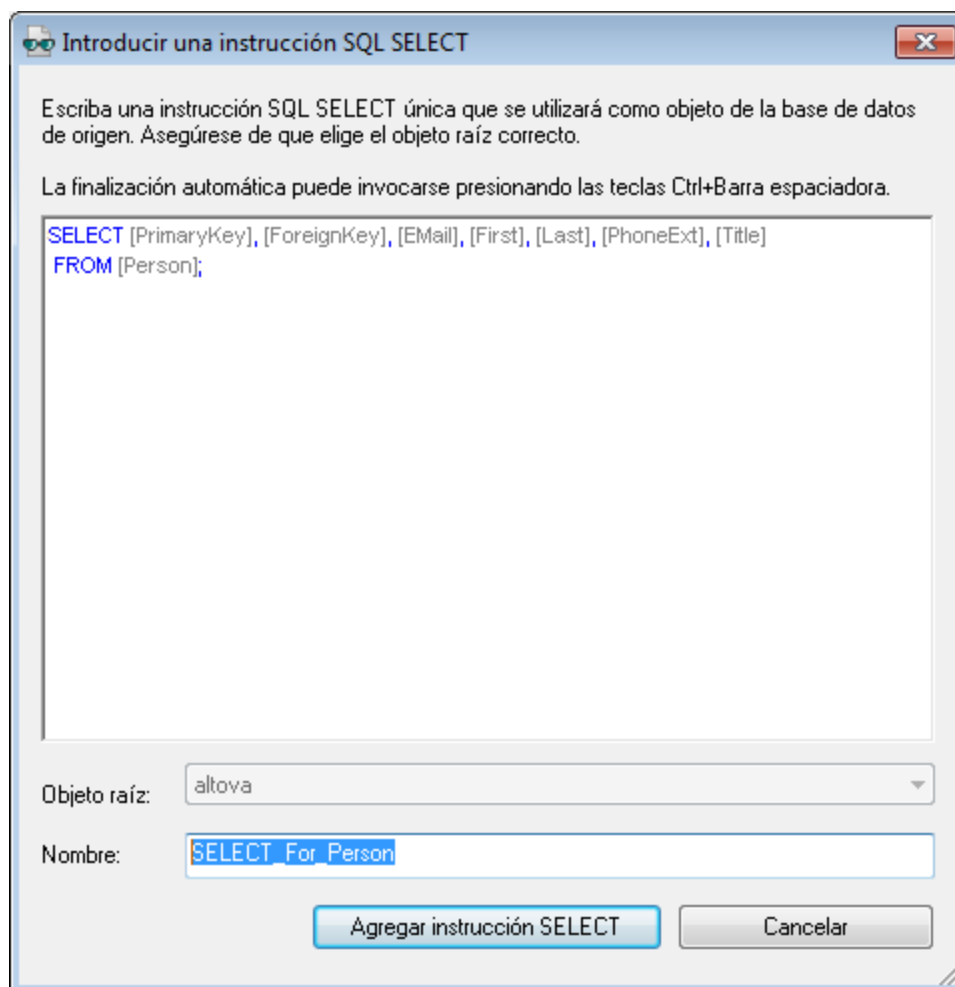 Introducir una instrucción SQL SELECT
Escriba una instrucción SQL SELECT única que se utilizará como objeto de la base de datos
de origen. Asegúrese de que elige el objeto raíz correcto.
La finalización automática puede invocarse presionando las teclas Ctrl+Barra espaciadora.
SELECT [PrimaryKey], [ForeignKey], [EMail], [First], [Last], [PhoneExt], [Title]
FROM [Person];
Objeto raíz: altova
Nombre: SELECT_For_Person
Agregar instrucción SELECT Cancelar